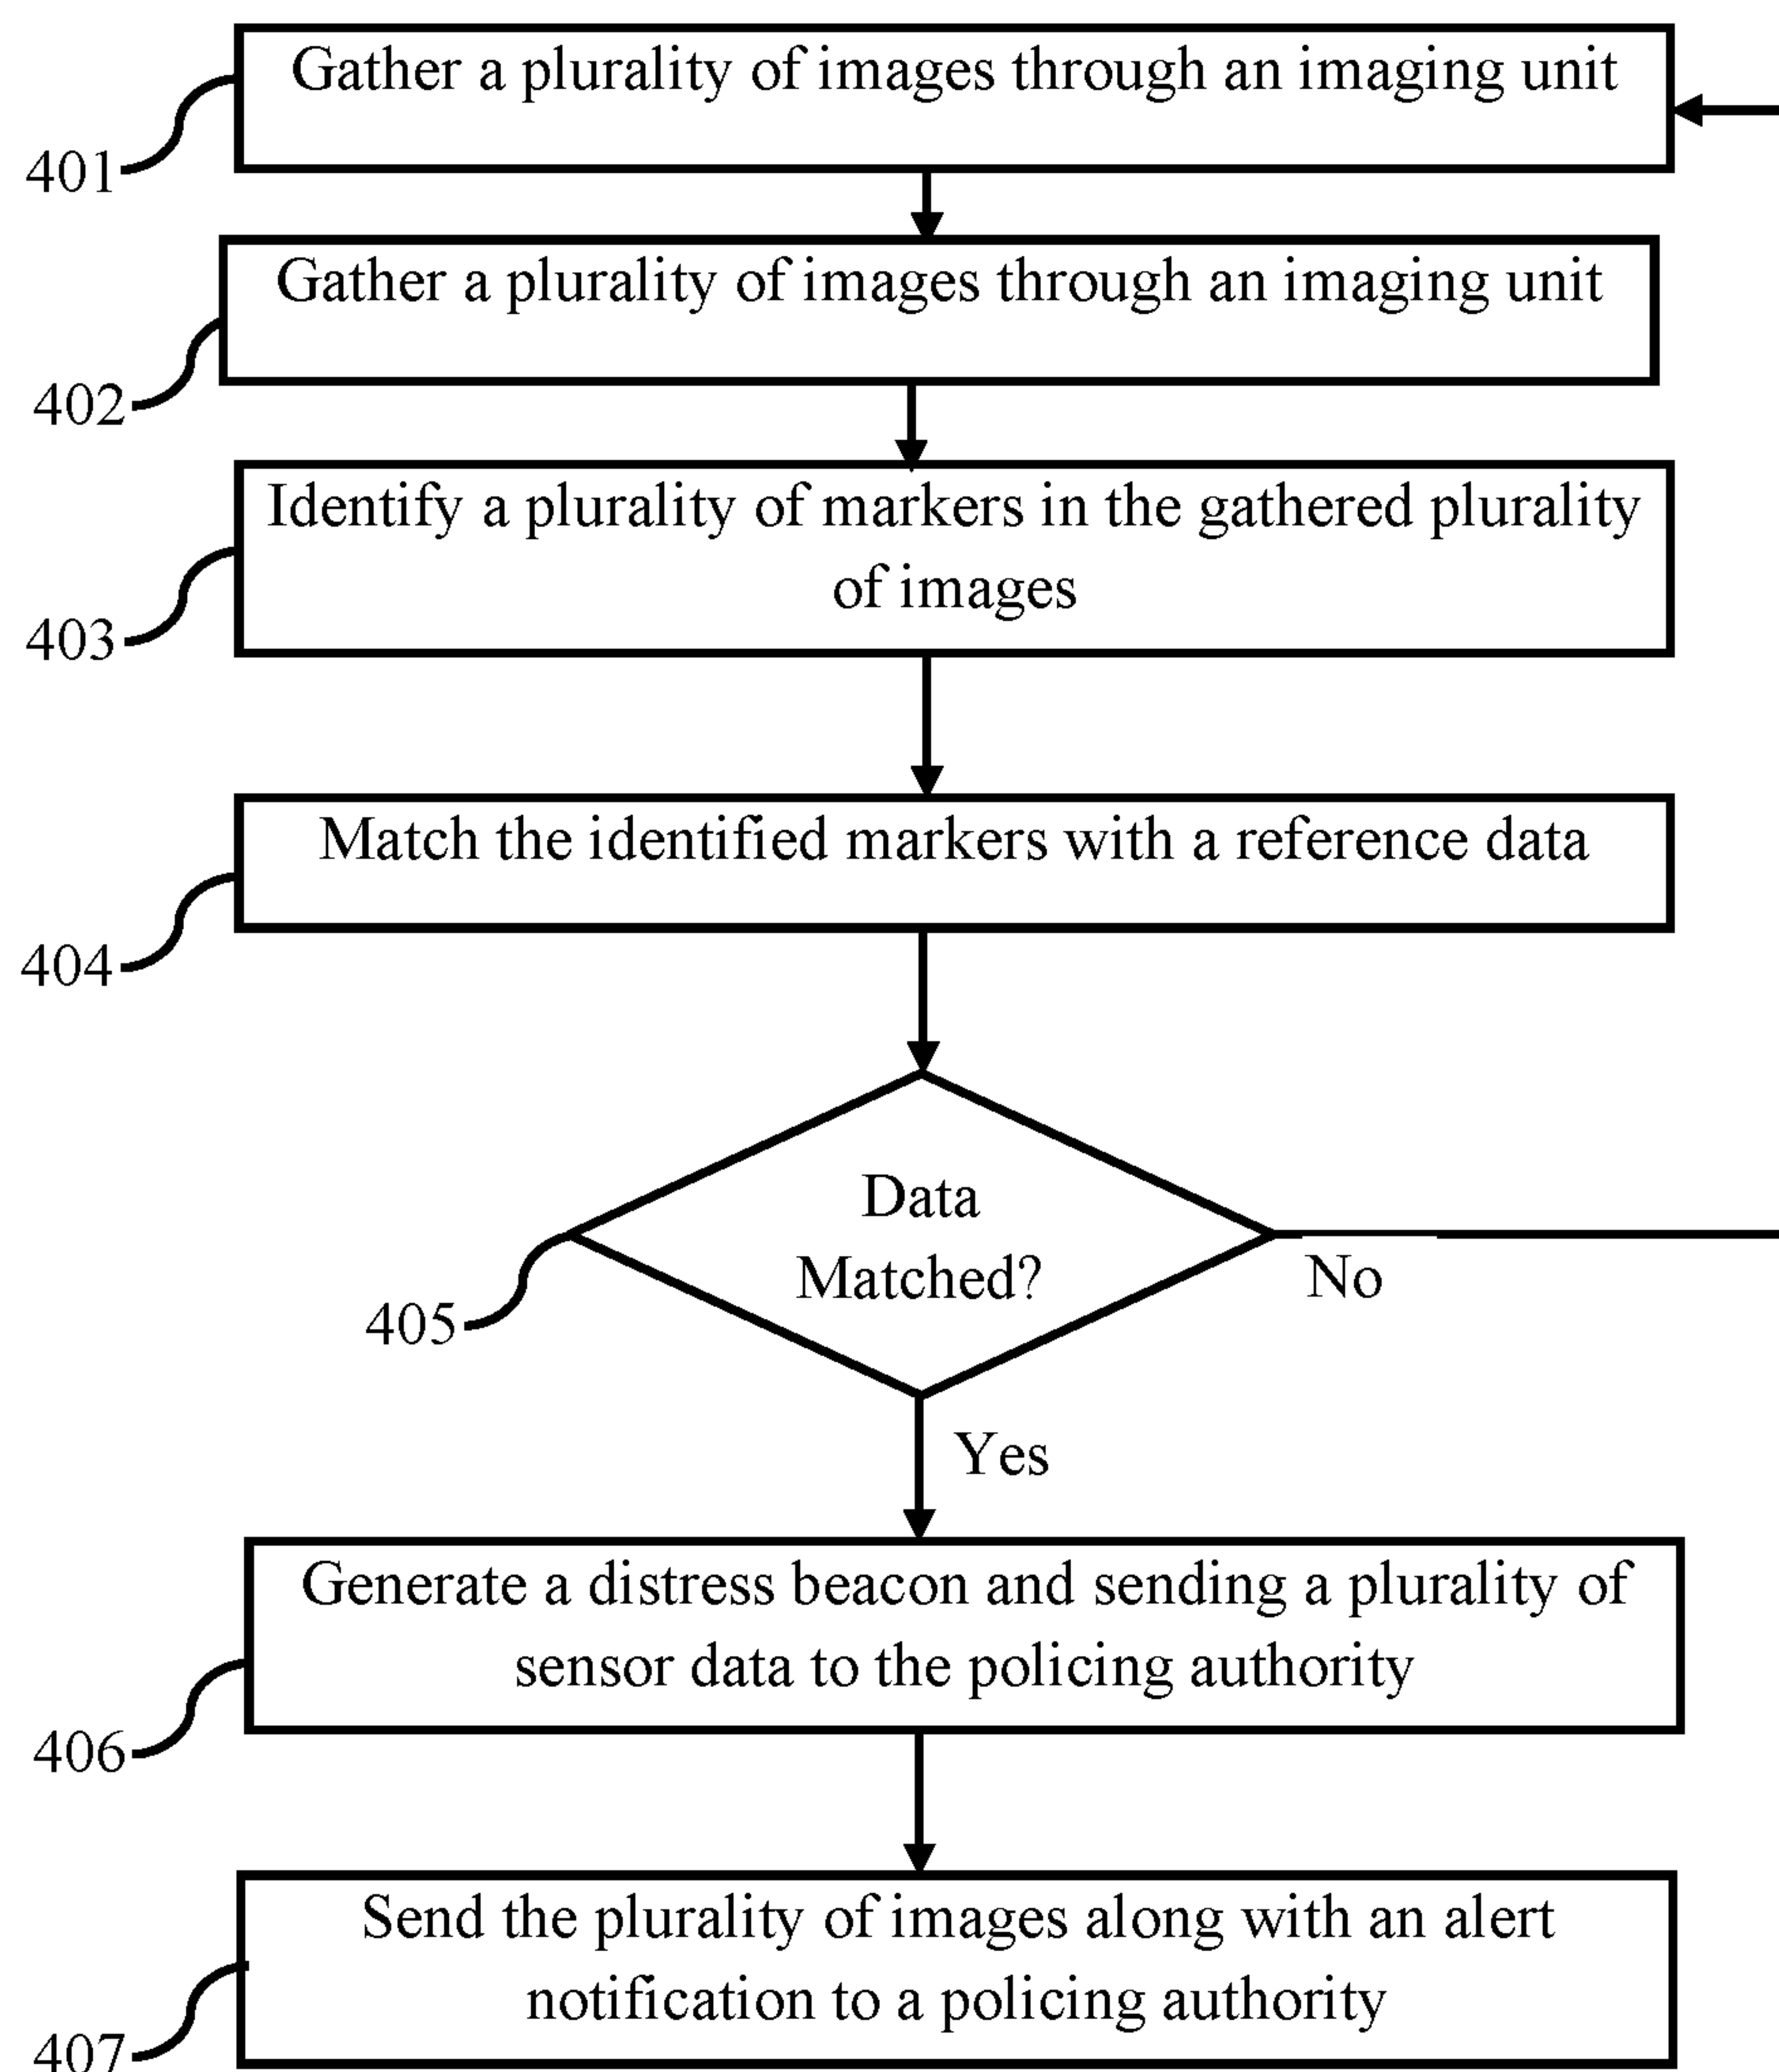 Gather a plurality of images through an imaging unit
401
Gather a plurality of images through an imaging unit
402
Identify a plurality of markers in the gathered plurality
of images
403
Match the identified markers with a reference data
404
Data
Matched?
No
405
Yes
Generate a distress beacon and sending a plurality of
sensor data to the policing authority
406
Send the plurality of images along with an alert
notification to a policing authority
407